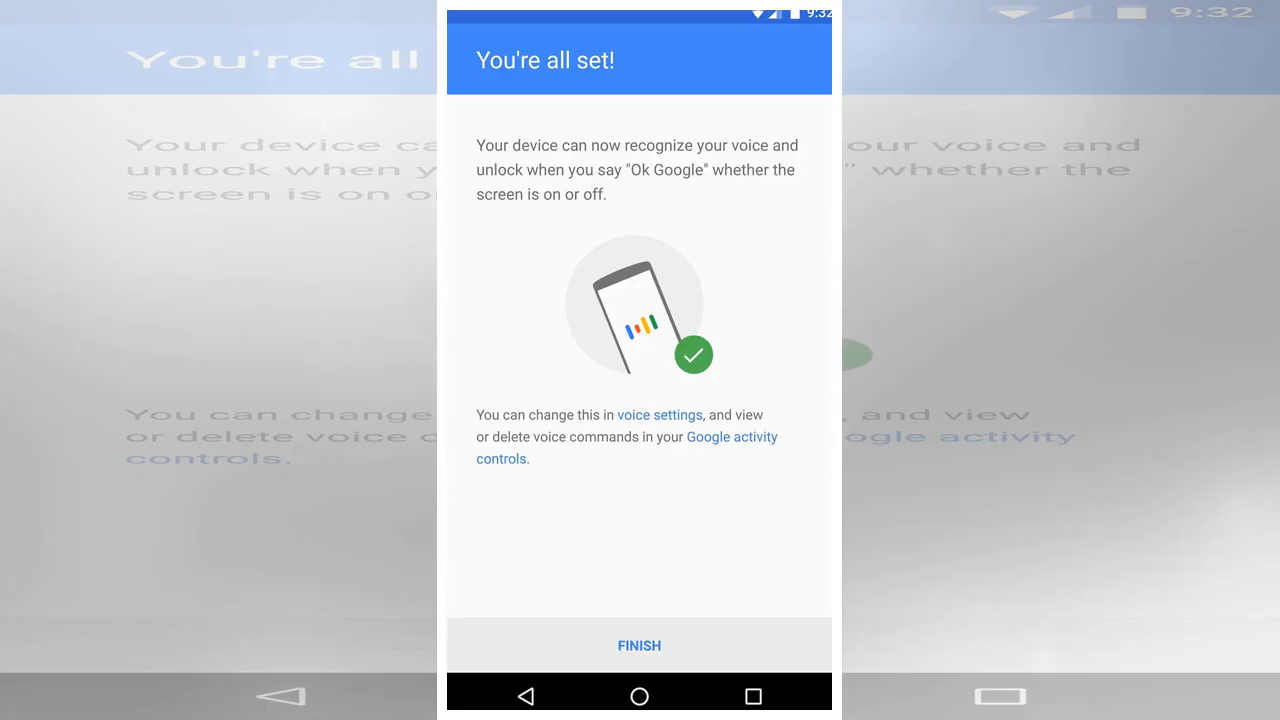 9:32
You're all set!
Your device can now recognize your voice and
unlock when you say "Ok Google" whether the
screen is on or off.
You can change this in voice settings, and view
or delete voice commands in your Google activity
controls.
FINISH